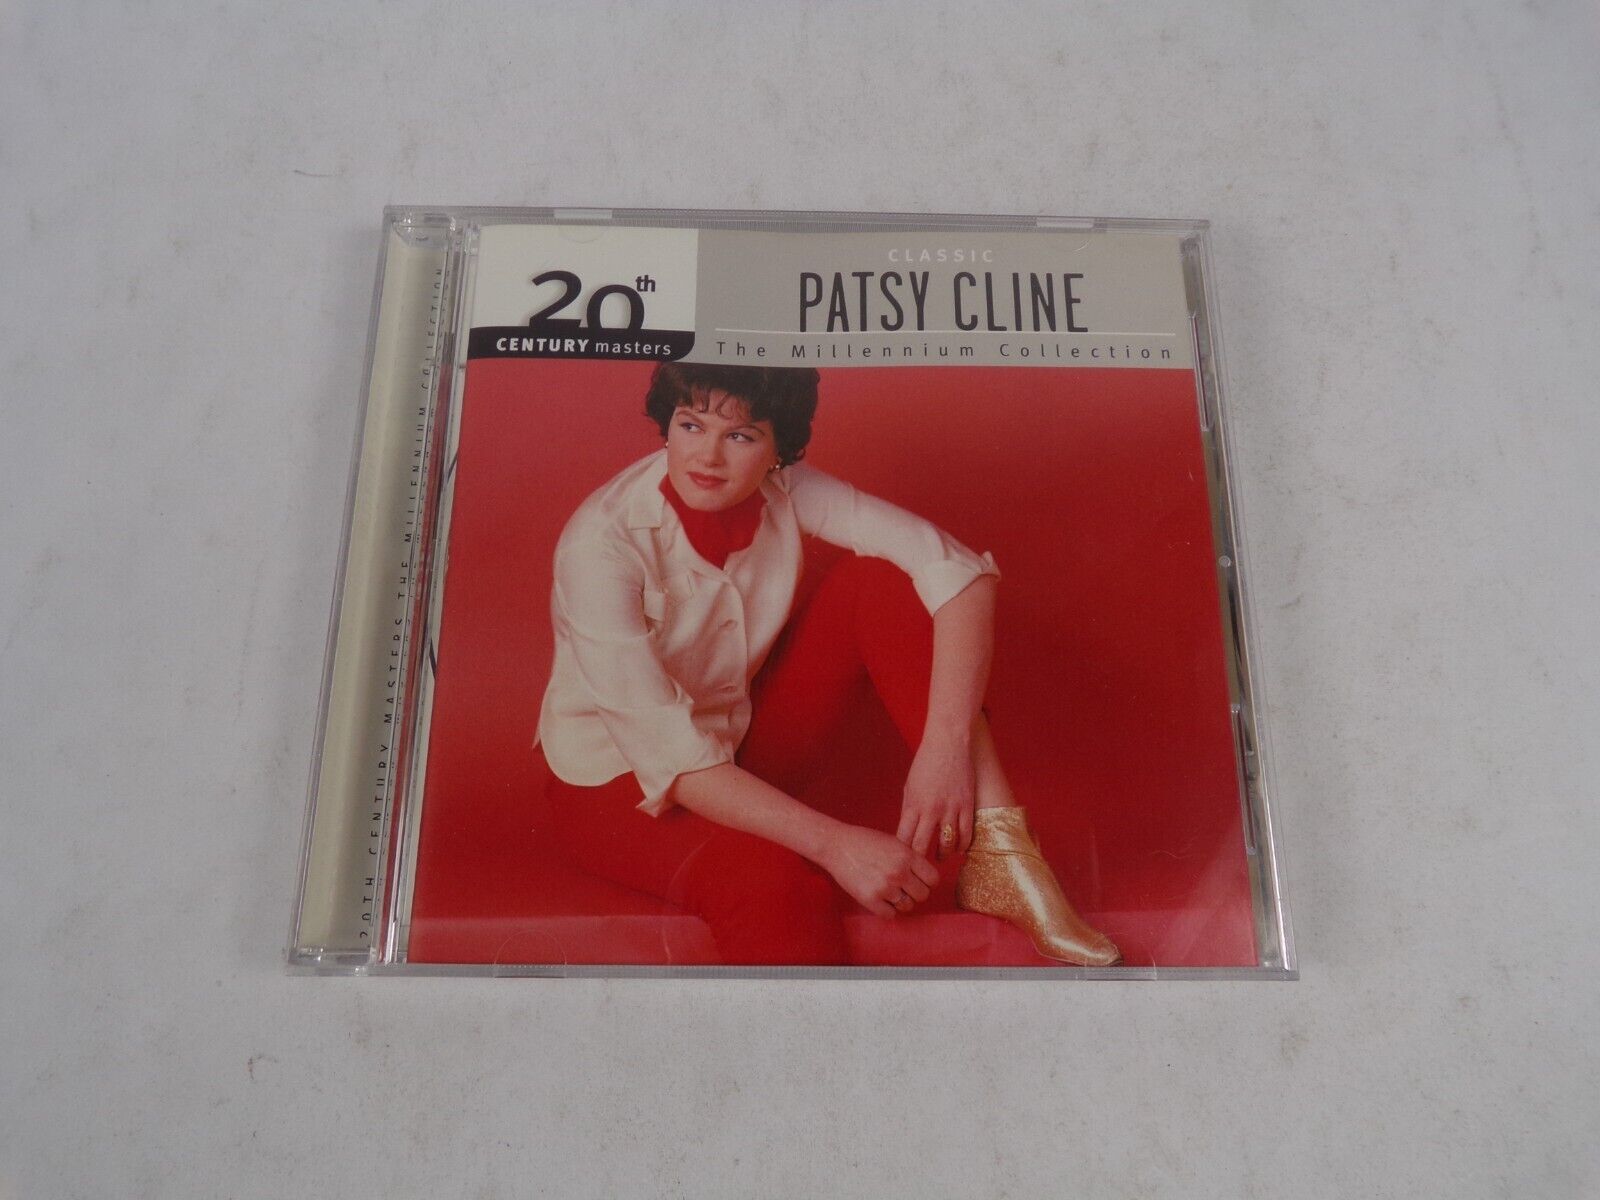 20th
CENTURY masters
CLASSIC
PATSY CLINE
The Millennium Collection
20TH CENTURY MASTERS THE MILLENNIUM COLLECTION